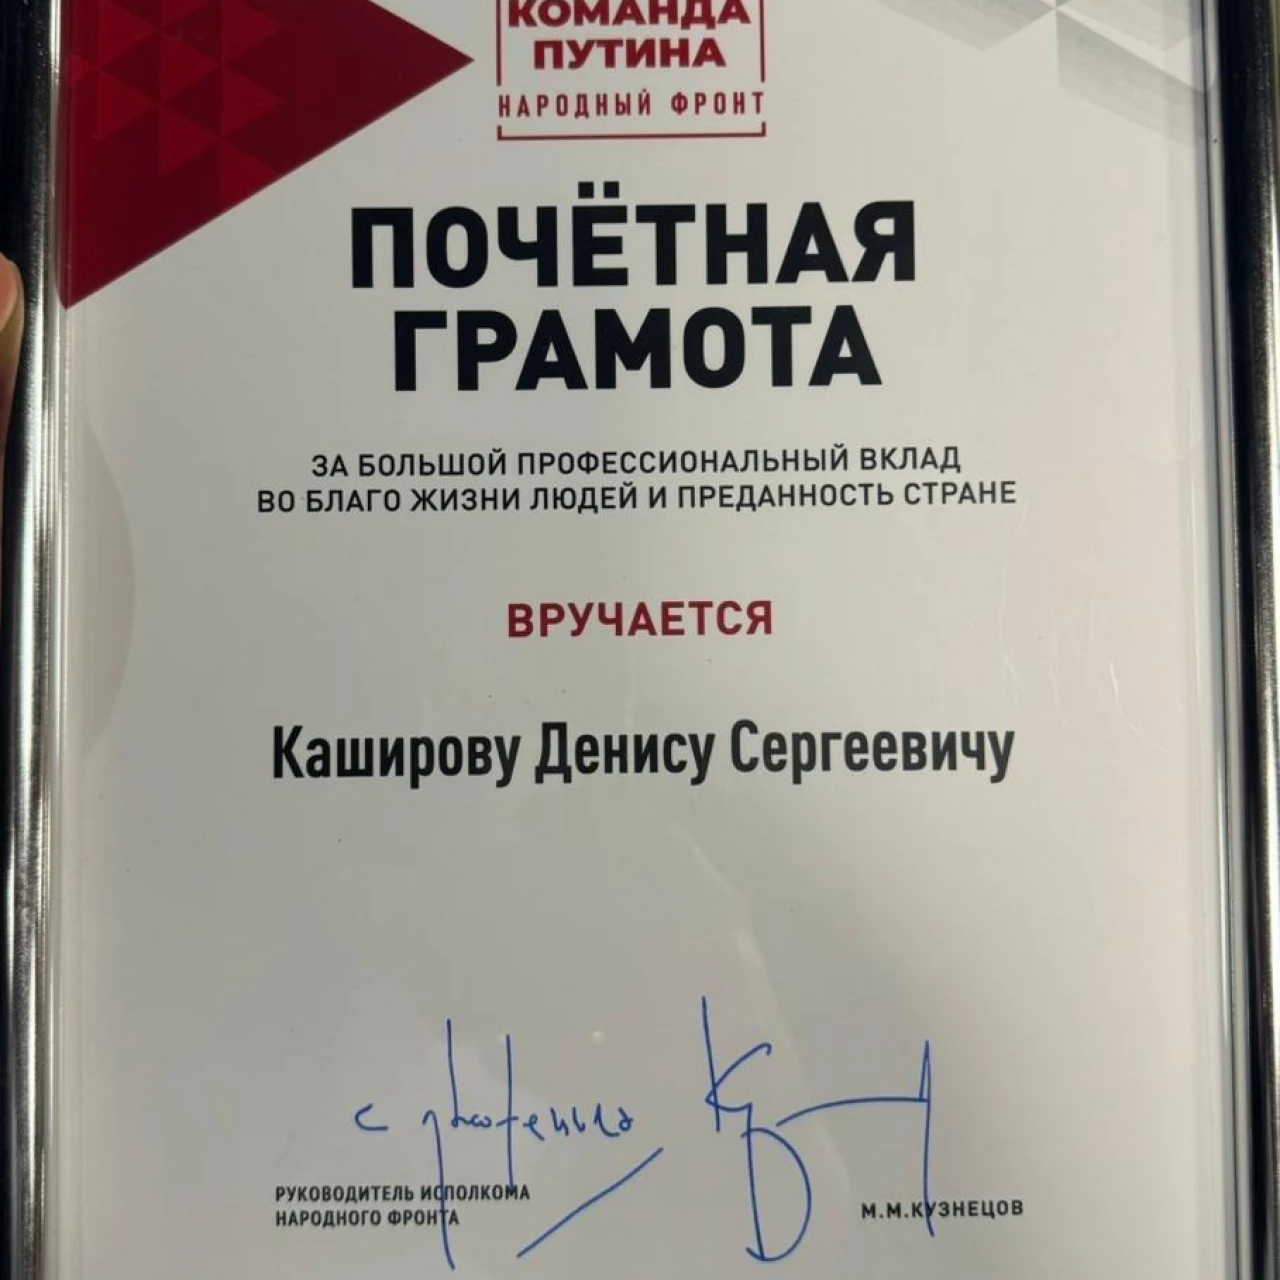 КОМАНДА
ПУТИНА
НАРОДНЫЙ ФРОНТ
ПОЧЁТНАЯ
ГРАМОТА
ЗА БОЛЬШОЙ ПРОФЕССИОНАЛЬНЫЙ ВКЛАД
ВО БЛАГО ЖИЗНИ ЛЮДЕЙ И ПРЕДАННОСТЬ СТРАНЕ
ВРУЧАЕТСЯ
Каширову Денису Сергеевичу
с
РУКОВОДИТЕЛЬ ИСПОЛКОМА
НАРОДНОГО ФРОНТА
М.М.КУЗНЕЦОВ